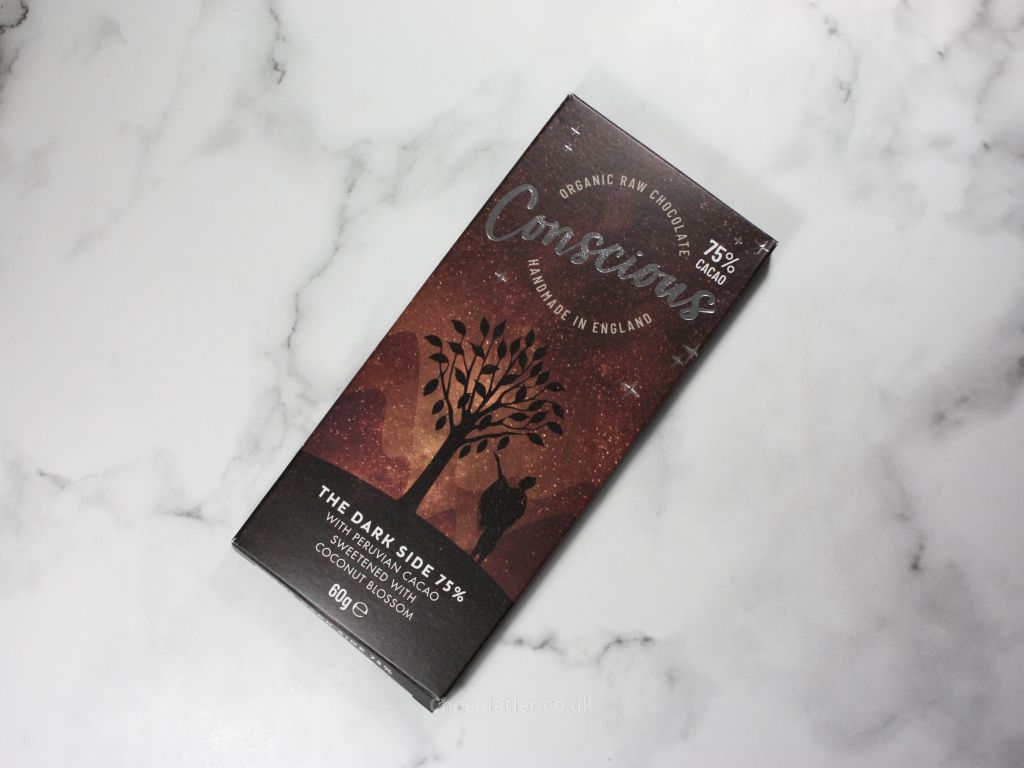 ORGANIC RAW CHOCOLATE
Conscious
HANDMADE IN ENGLAND
75%
CACAO
THE DARK SIDE 75%
WITH PERUVIAN CACAO
SWEETENED WITH
COCONUT BLOSSOM
60g ℮
chocolatier.co.uk